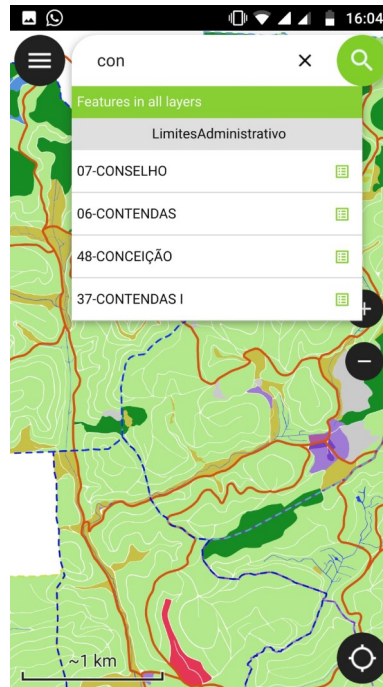 16:04
con
Features in all layers
LimitesAdministrativo
07-CONSELHO
06-CONTENDAS
48-CONCEIÇÃO
37-CONTENDAS I
~1 km